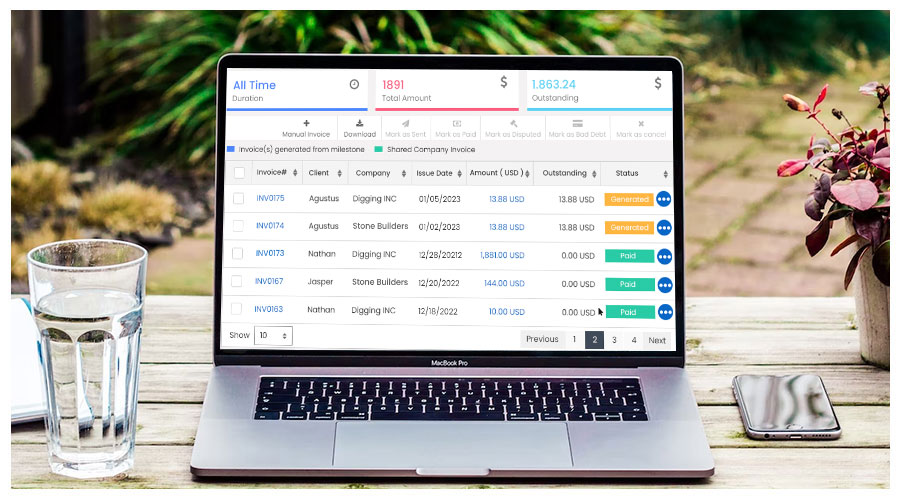 All Time
Duration
1891
Total Amount
$
1.863.24
Outstanding
$
Manual Invoice Download Mark as Sent Mark as Paid Mark as Disputed Mark as Bad Debt Mark as cancel
Invoice(s) generated from milestone Shared Company Invoice
Invoice# Client Company Issue Date Amount ( USD ) Outstanding Status
INV0175 Agustus Digging INC 01/05/2023 13.88 USD 13.88 USD Generated
INV0174 Agustus Stone Builders 01/02/2023 13.88 USD 13.88 USD Generated
INV0173 Nathan Digging INC 12/28/20212 1,881.00 USD 0.00 USD Paid
INV0167 Jasper Stone Builders 12/20/2022 144.00 USD 0.00 USD Paid
INV0163 Nathan Digging INC 12/18/2022 10.00 USD 0.00 USD Paid
Show 10 Previous 1 2 3 4 Next
MacBook Pro